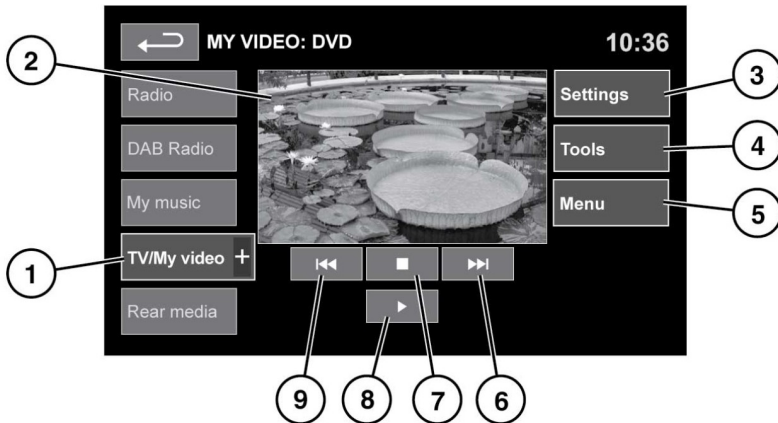 MY VIDEO: DVD
10:36
2
3
Radio
Settings
DAB Radio
Tools
4
My music
Menu
5
1
TV/My video +
Rear media
9
8
7
6